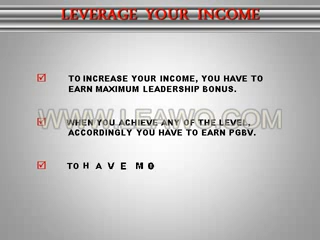 LEVERAGE YOUR INCOME
TO INCREASE YOUR INCOME, YOU HAVE TO
EARN MAXIMUM LEADERSHIP BONUS.
WWW.LEAWO.COM
WHEN YOU ACHIEVE ANY OF THE LEVEL,
ACCORDINGLY YOU HAVE TO EARN PGBV.
TO H A V E